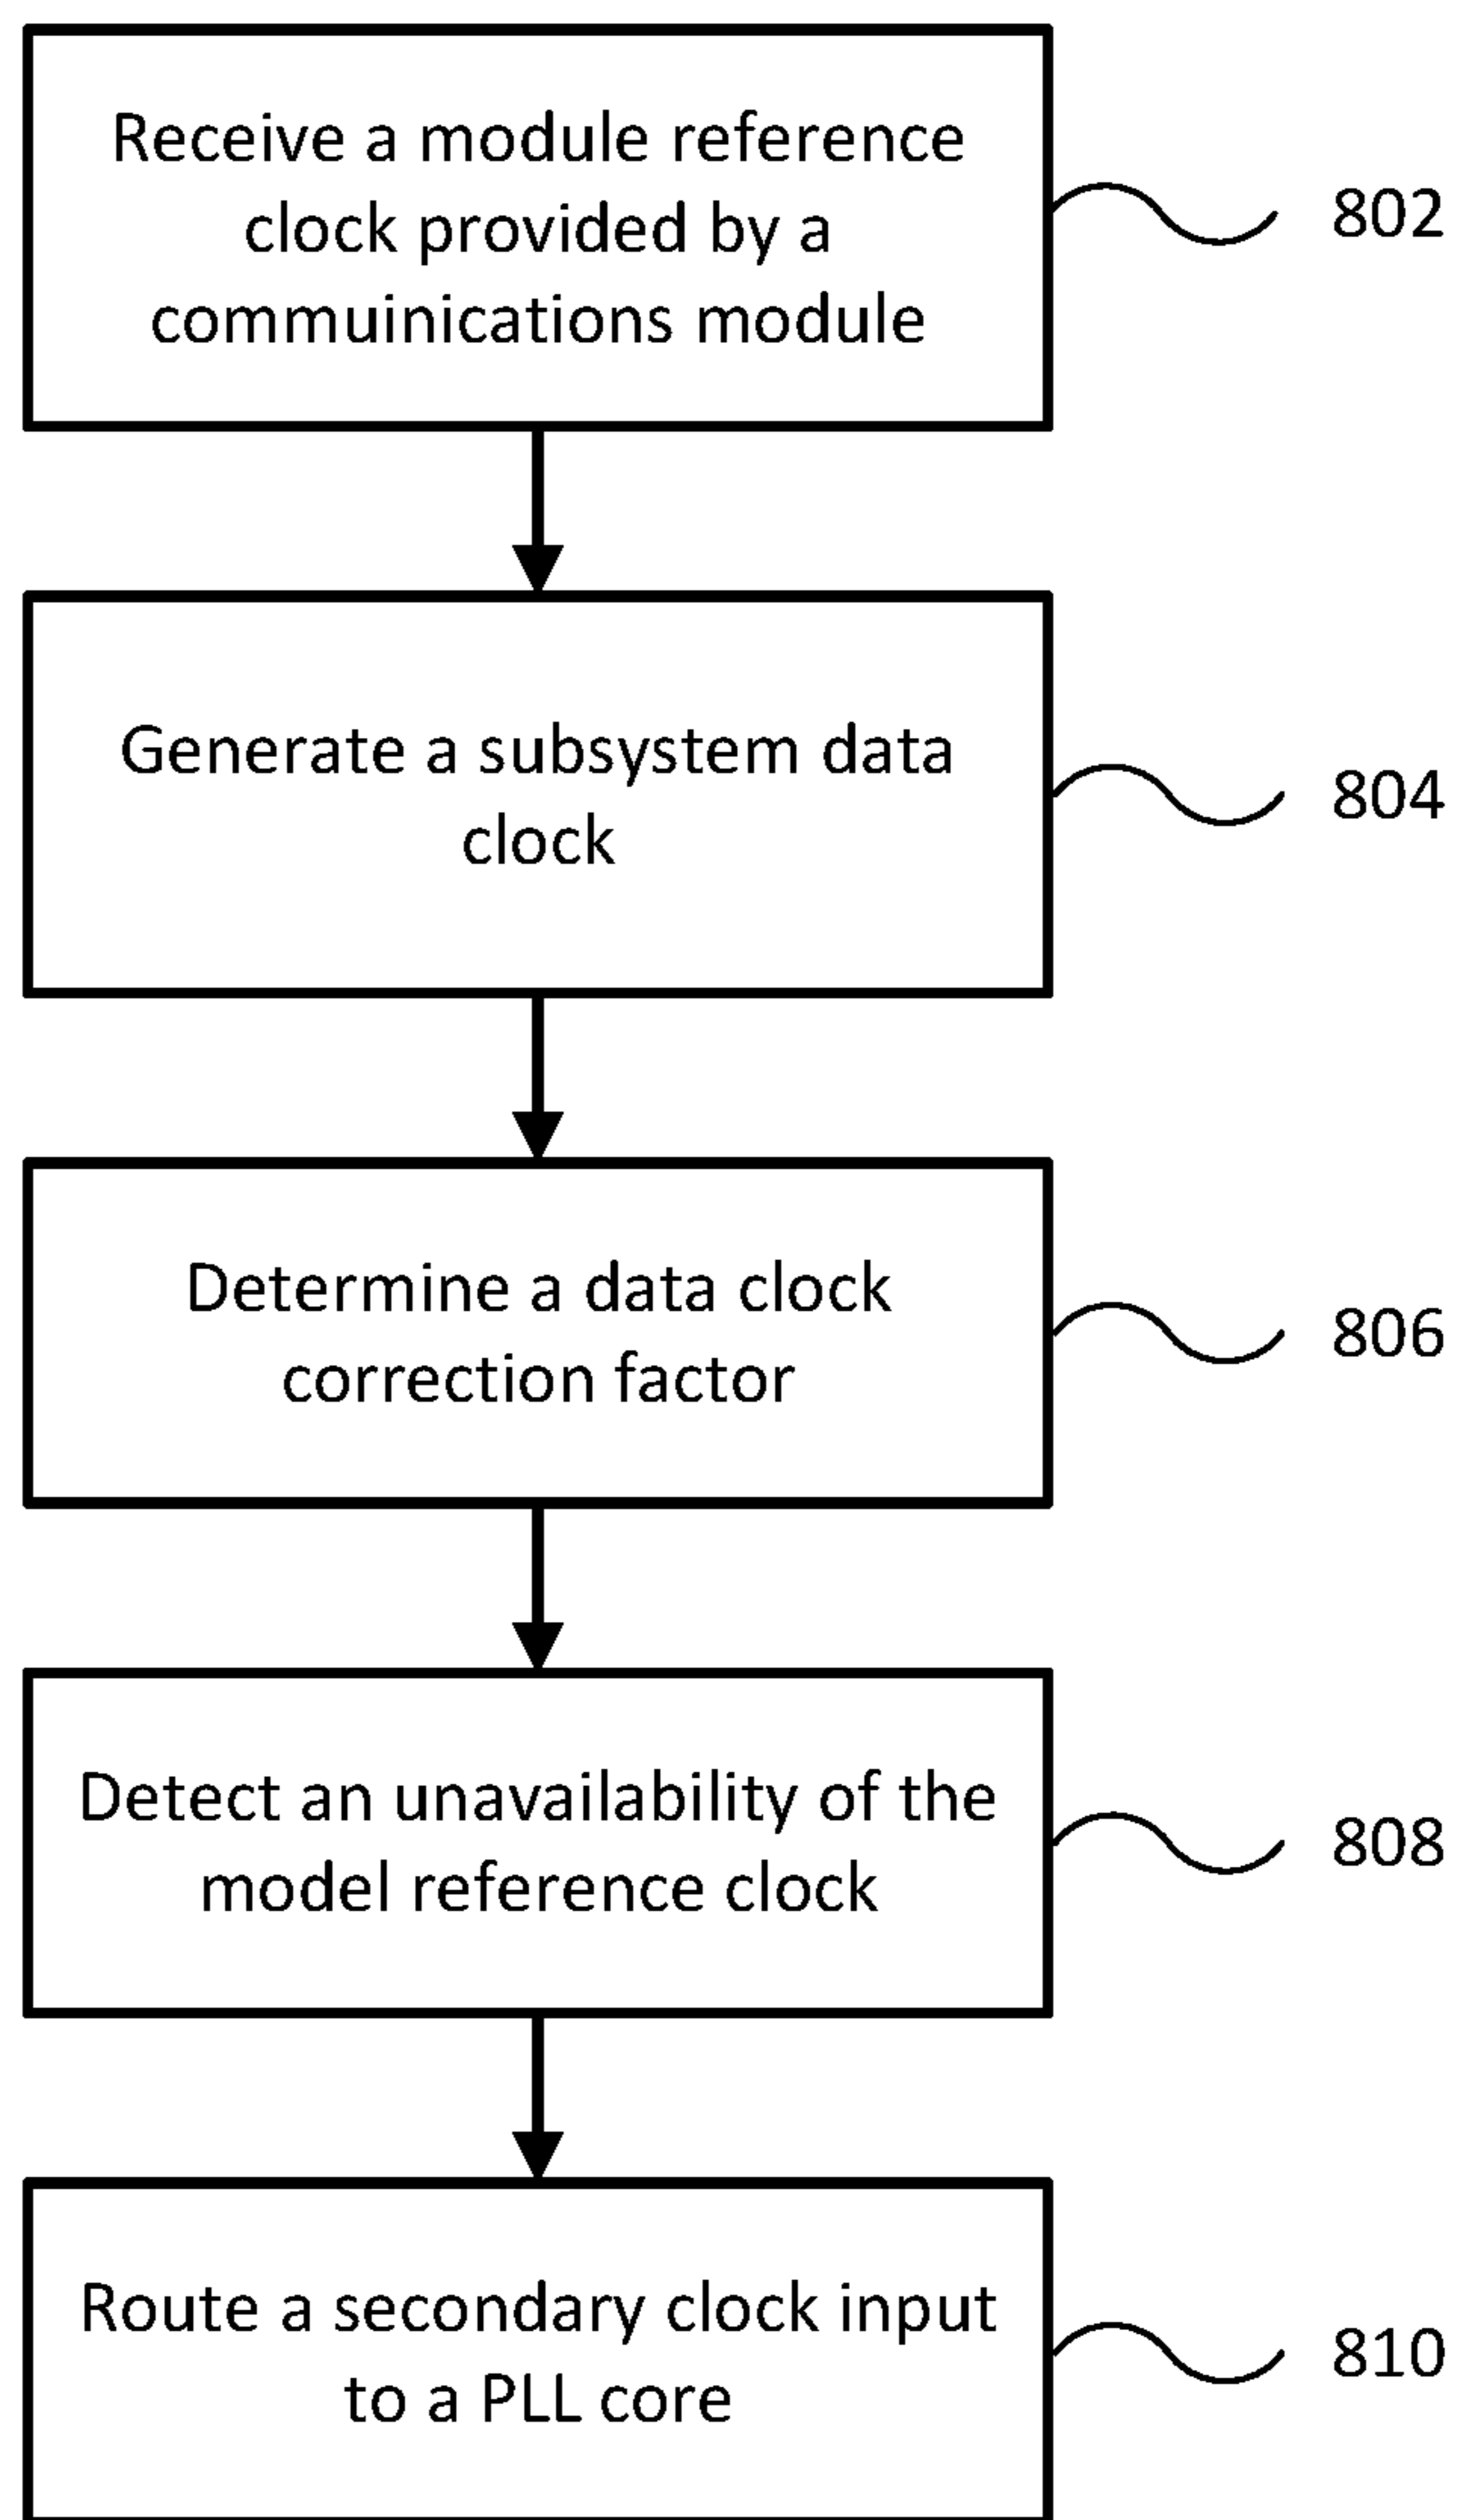 Receive a module reference
clock provided by a
commuinications module
802
Generate a subsystem data
clock
804
Determine a data clock
correction factor
806
Detect an unavailability of the
model reference clock
808
Route a secondary clock input
to a PLL core
810